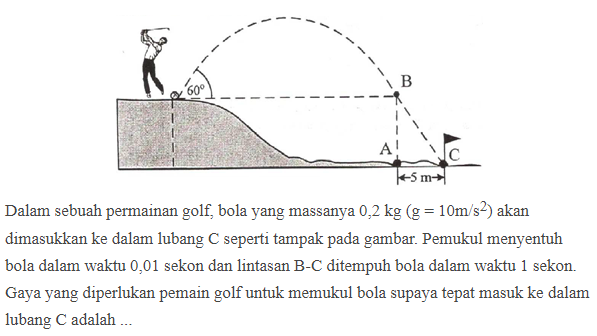 60°
B
A
C
5 m
Dalam sebuah permainan golf, bola yang massanya 0,2 kg (g = 10m/s²) akan
dimasukkan ke dalam lubang C seperti tampak pada gambar. Pemukul menyentuh
bola dalam waktu 0,01 sekon dan lintasan B-C ditempuh bola dalam waktu 1 sekon.
Gaya yang diperlukan pemain golf untuk memukul bola supaya tepat masuk ke dalam
lubang C adalah ...